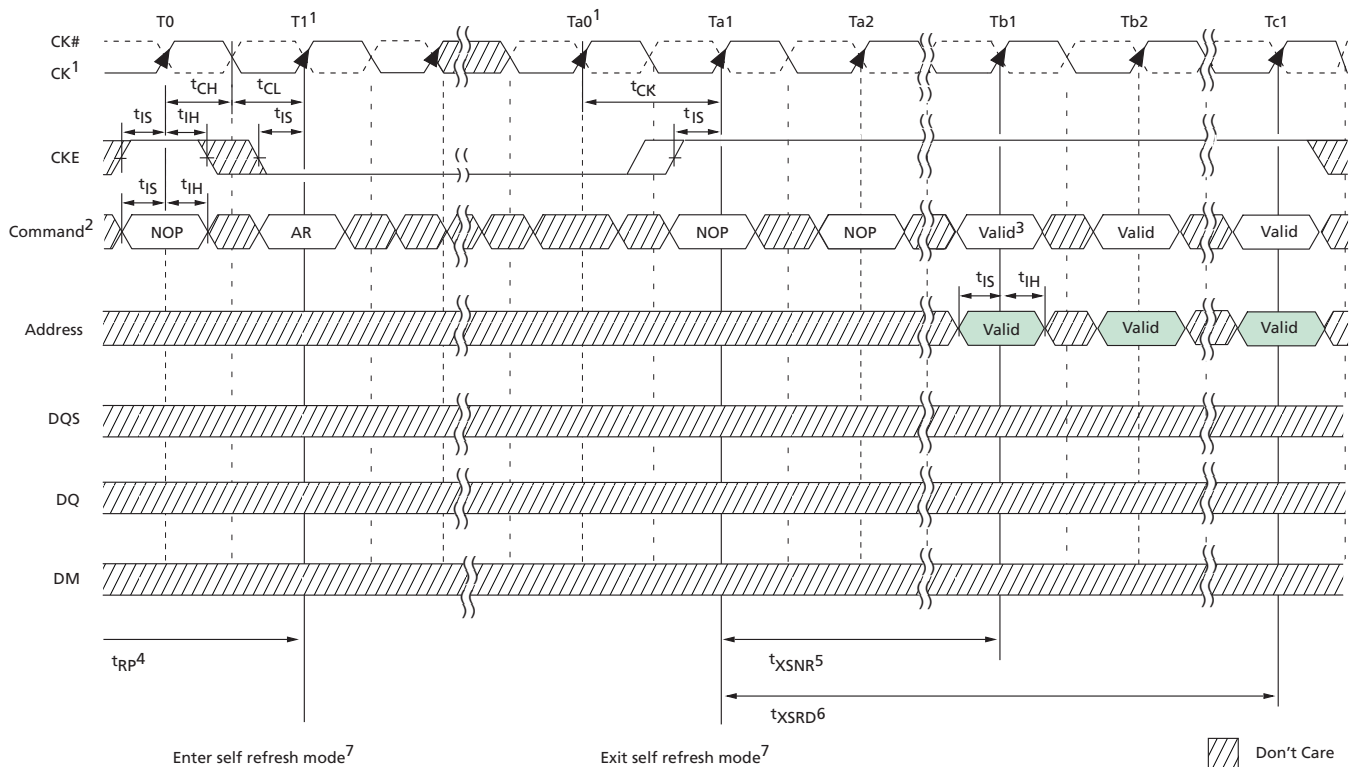 T0 T1¹ Ta0¹ Ta1 Ta2 Tb1 Tb2 Tc1
CK#
CK¹
tCH tCL tCK
tIS tIH tIS tIS
CKE
tIS tIH
Command² NOP AR NOP NOP Valid³ Valid Valid
tIS tIH
Address Valid Valid Valid
DQS
DQ
DM
tRP⁴ tXSNR⁵
tXSRD⁶
Enter self refresh mode⁷ Exit self refresh mode⁷ Don't Care